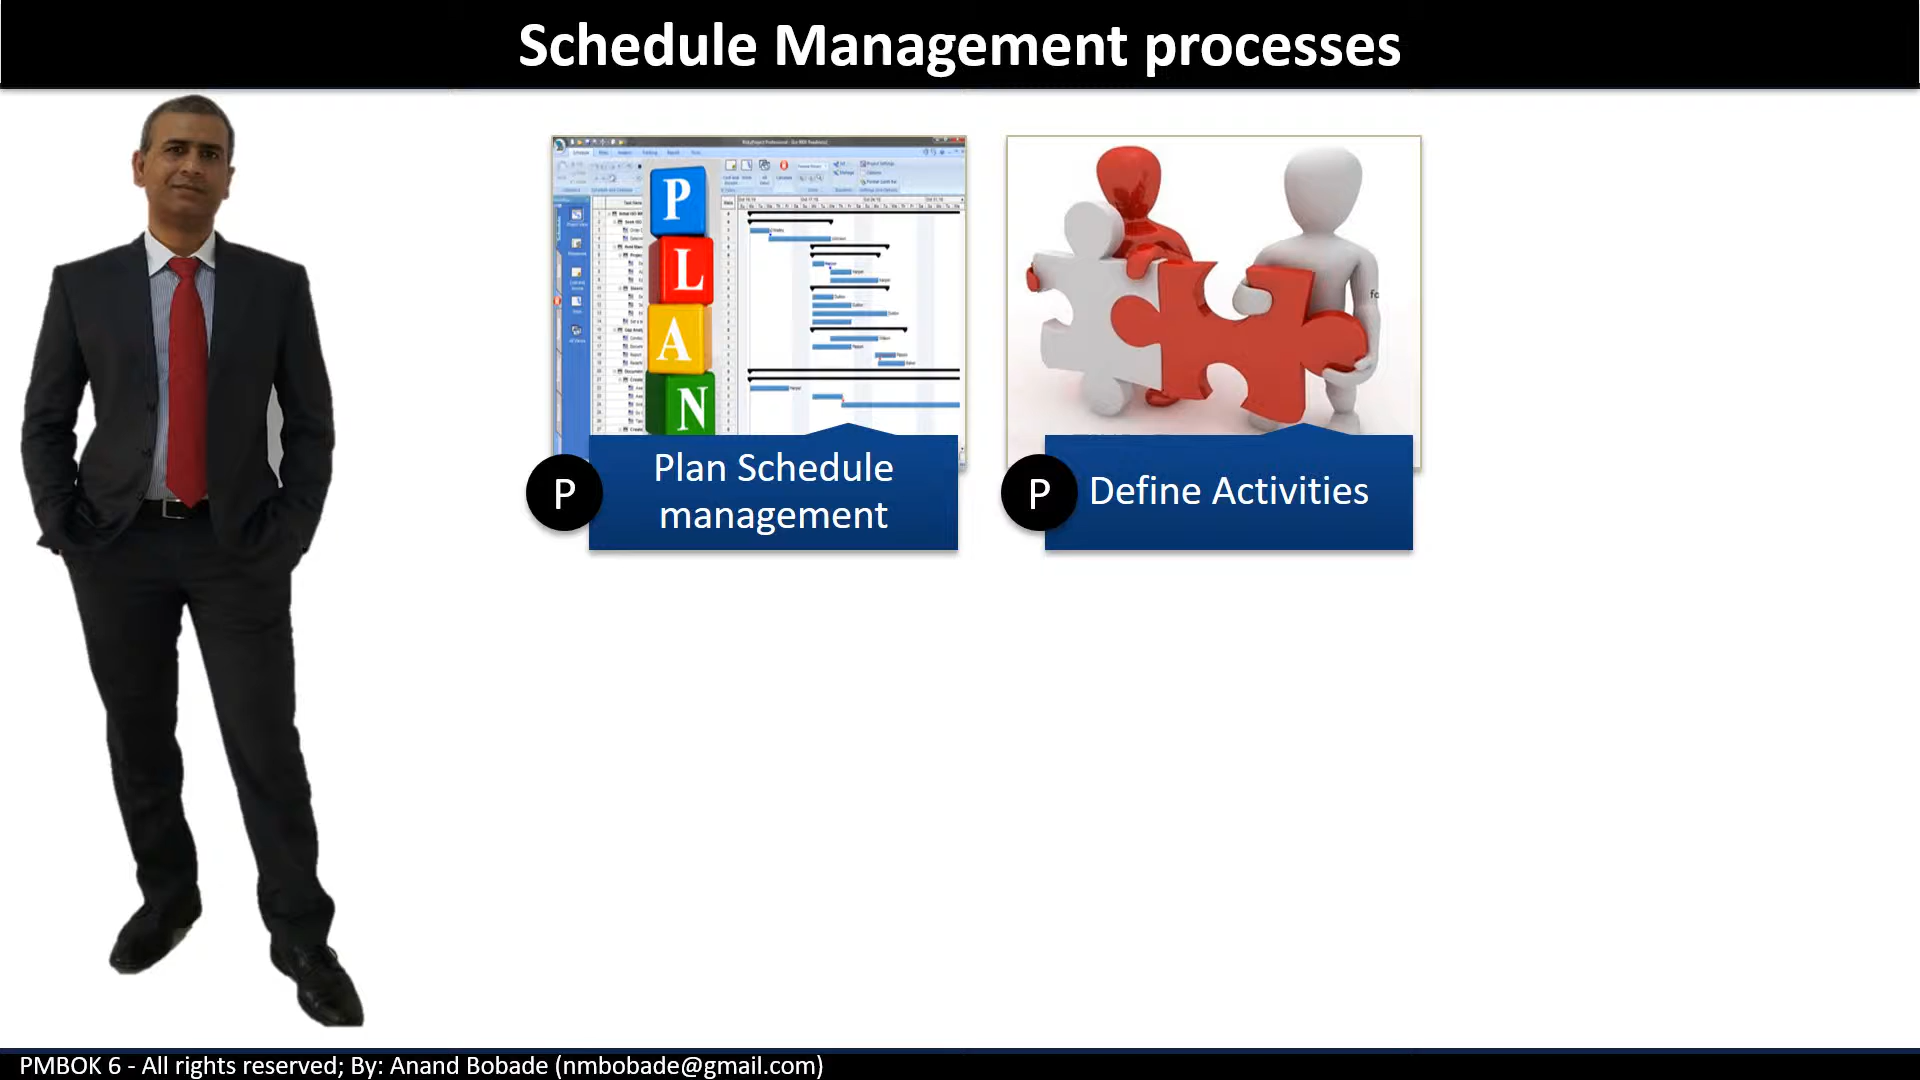 Schedule Management processes
P
L
A
N
P
Plan Schedule
management
fo
P
Define Activities
PMBOK 6 - All rights reserved; By: Anand Bobade (nmbobade@gmail.com)